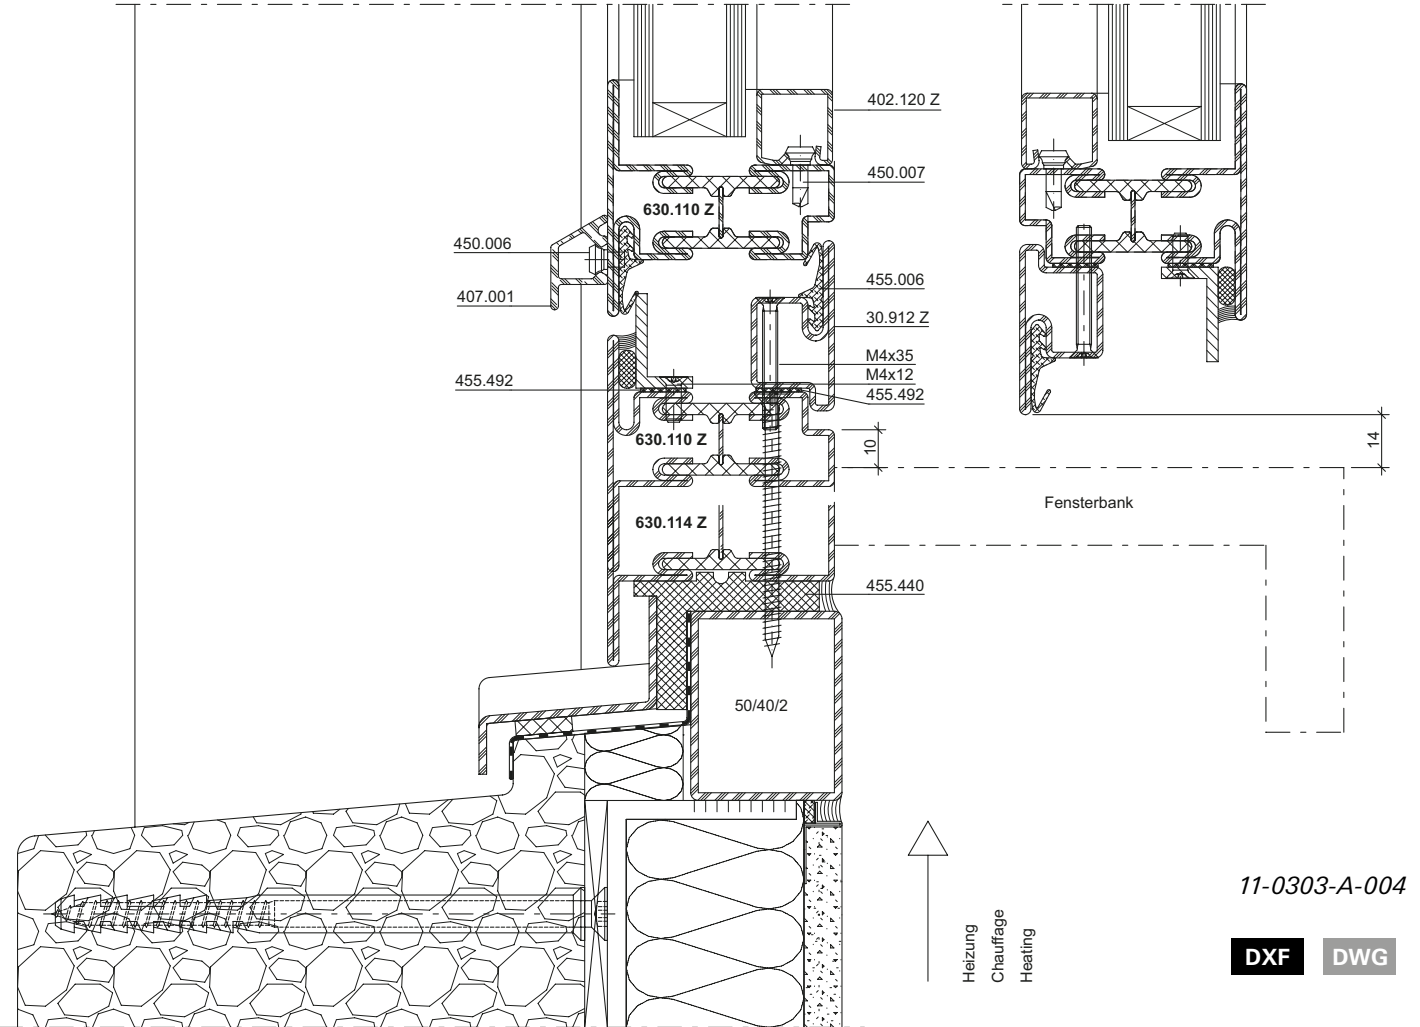 402.120 Z
450.007
630.110 Z
450.006
455.006
407.001
30.912 Z
M4x35
M4x12
455.492
455.492
630.110 Z
10
14
Fensterbank
630.114 Z
455.440
50/40/2
Heizung
Chauffage
Heating
11-0303-A-004
DXF DWG